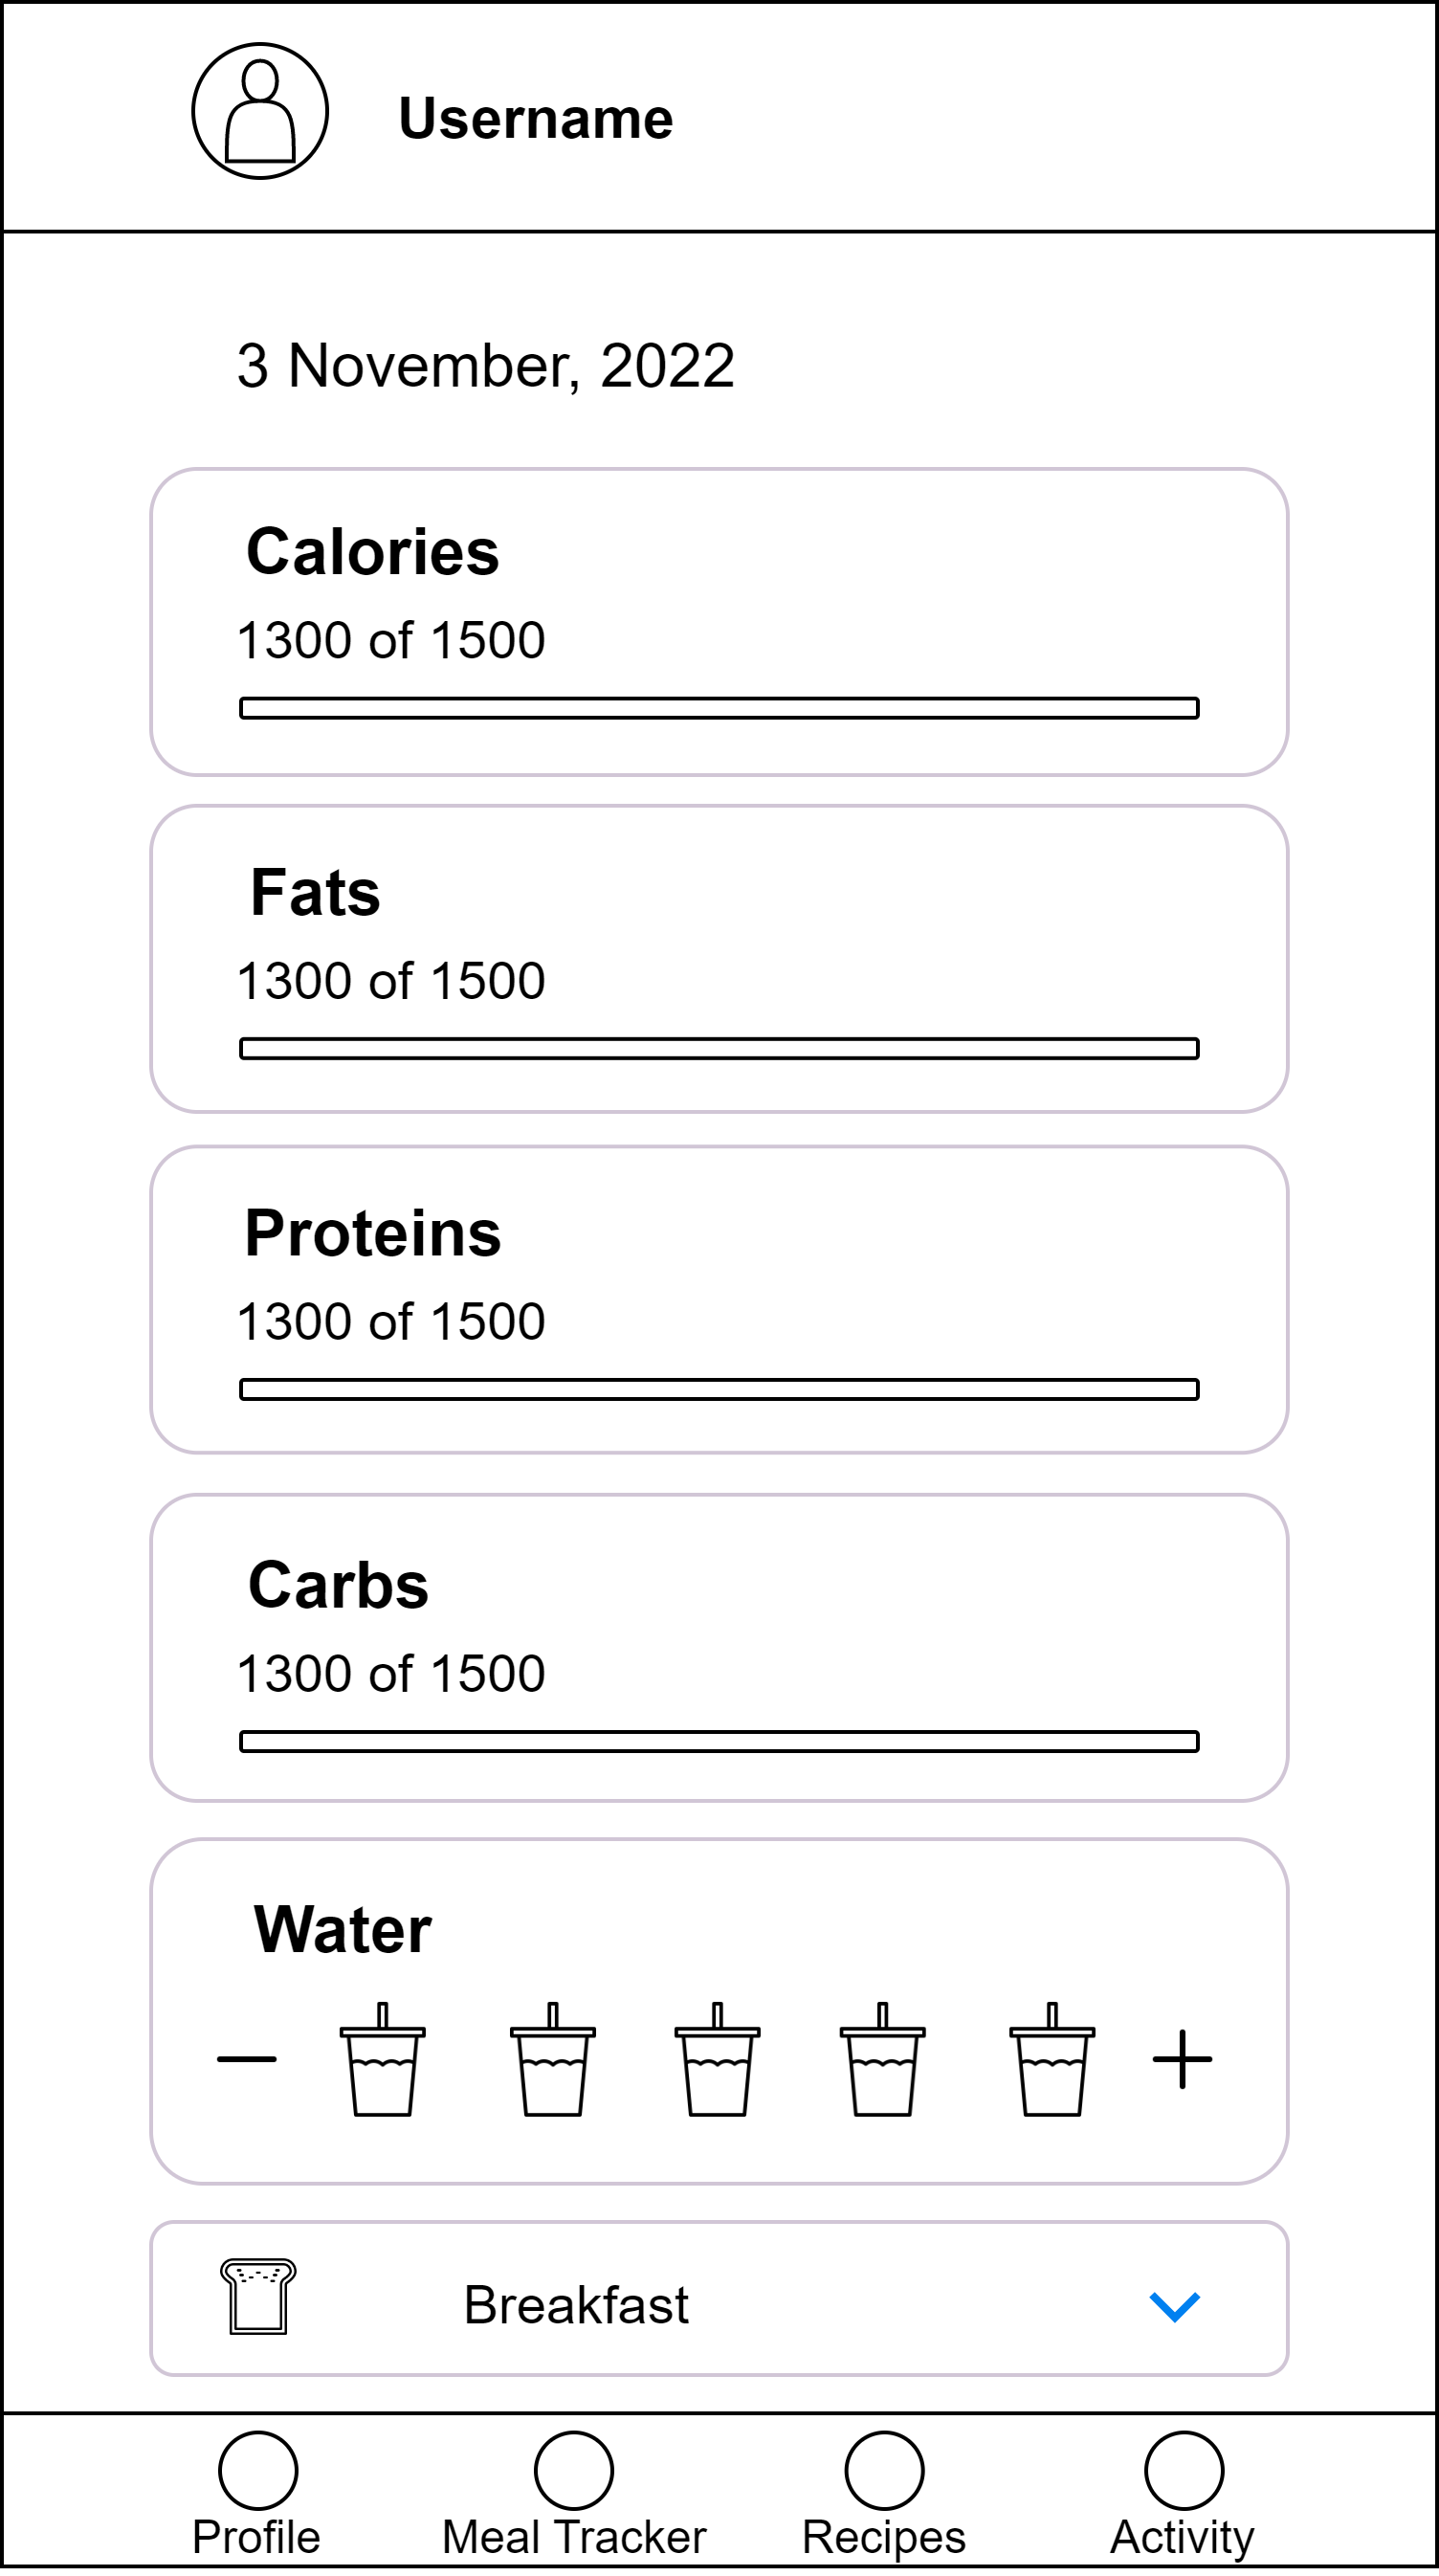 Username
3 November, 2022
Calories
1300 of 1500
Fats
1300 of 1500
Proteins
1300 of 1500
Carbs
1300 of 1500
Water
Breakfast
Profile
Meal Tracker
Recipes
Activity